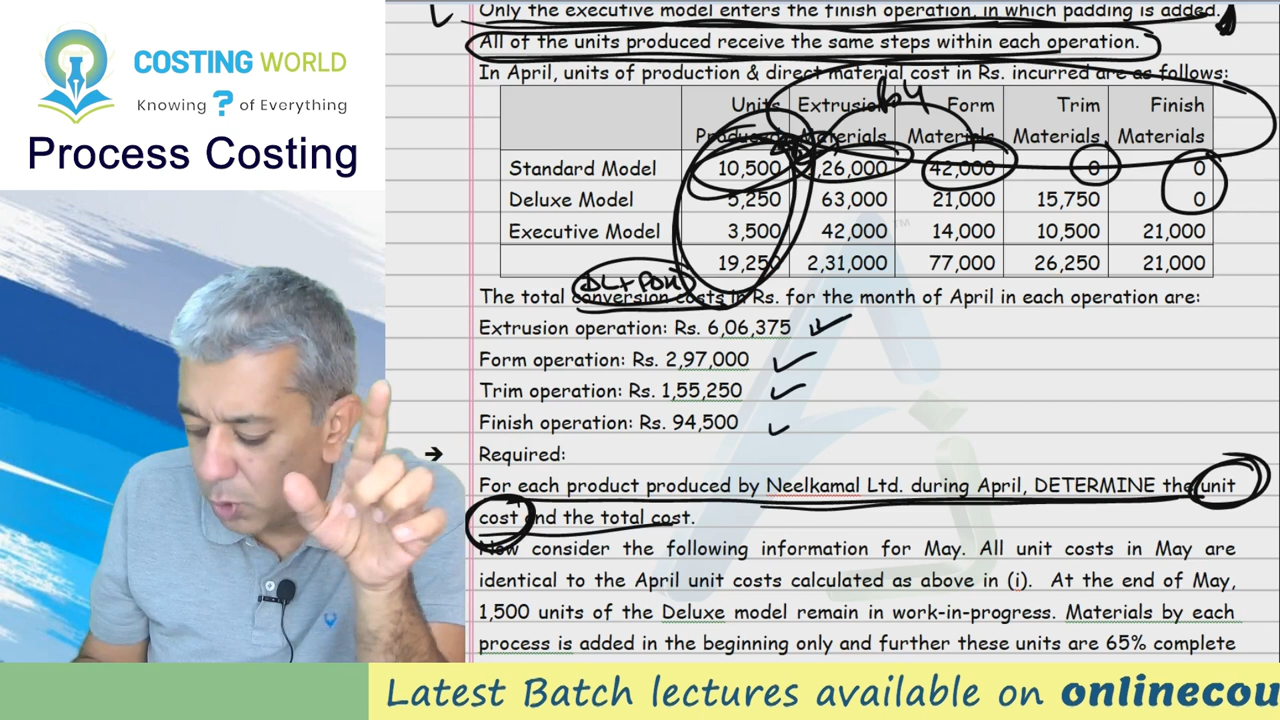 Only the executive model enters the finish operation, in which padding is added.
COSTING WORLD
Knowing ? of Everything
Process Costing
All of the units produced receive the same steps within each operation.
In April, units of production & direct material cost in Rs. incurred are as follows:
Units Produced Extrusion Materials Form Materials Trim Materials Finish Materials
Standard Model 10,500 1,26,000 42,000 0 0
Deluxe Model 5,250 63,000 21,000 15,750 0
Executive Model 3,500 42,000 14,000 10,500 21,000
19,250 2,31,000 77,000 26,250 21,000
DL+POH
The total conversion costs in Rs. for the month of April in each operation are:
Extrusion operation: Rs. 6,06,375
Form operation: Rs. 2,97,000
Trim operation: Rs. 1,55,250
Finish operation: Rs. 94,500
➔ Required:
For each product produced by Neelkamal Ltd. during April, DETERMINE the unit
cost and the total cost.
Now consider the following information for May. All unit costs in May are
identical to the April unit costs calculated as above in (i). At the end of May,
1,500 units of the Deluxe model remain in work-in-progress. Materials by each
process is added in the beginning only and further these units are 65% complete
Latest Batch lectures available on onlinecou